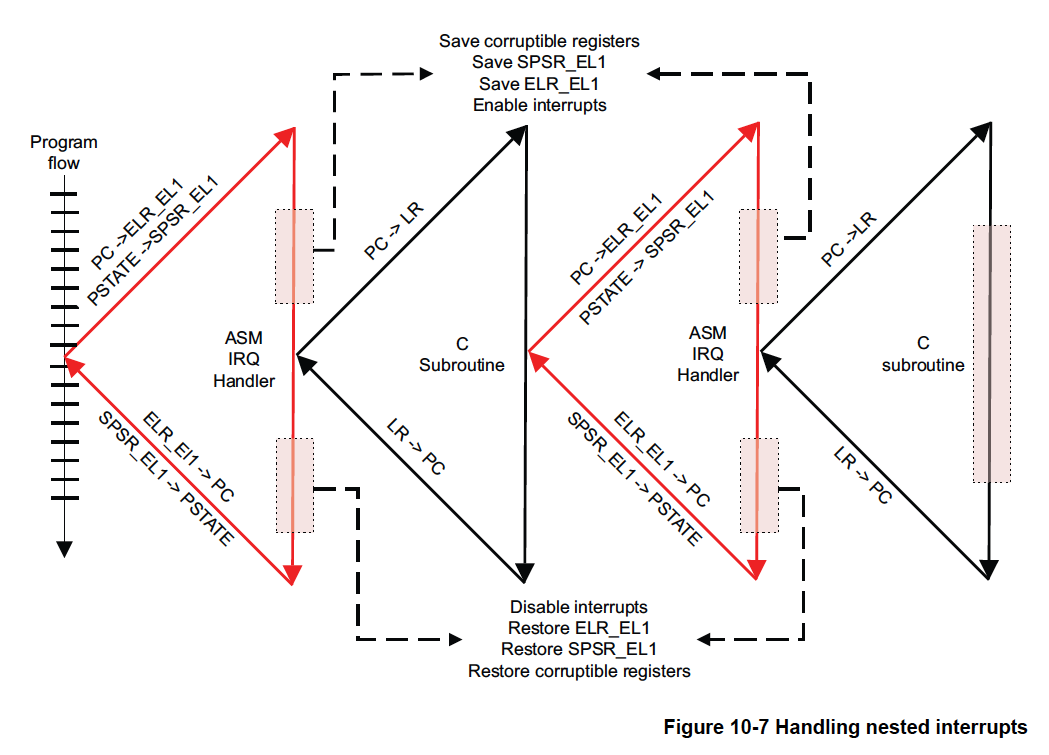 Save corruptible registers
Save SPSR_EL1
Save ELR_EL1
Enable interrupts
Program
flow
PC ->ELR_EL1
PSTATE ->SPSR_EL1
PC -> LR
PC ->ELR_EL1
PSTATE -> SPSR_EL1
PC ->LR
ASM
IRQ
Handler
C
Subroutine
ASM
IRQ
Handler
C
subroutine
ELR_El1 -> PC
SPSR_EL1 -> PSTATE
LR -> PC
ELR_EL1 -> PC
SPSR_EL1 -> PSTATE
LR -> PC
Disable interrupts
Restore ELR_EL1
Restore SPSR_EL1
Restore corruptible registers
Figure 10-7 Handling nested interrupts